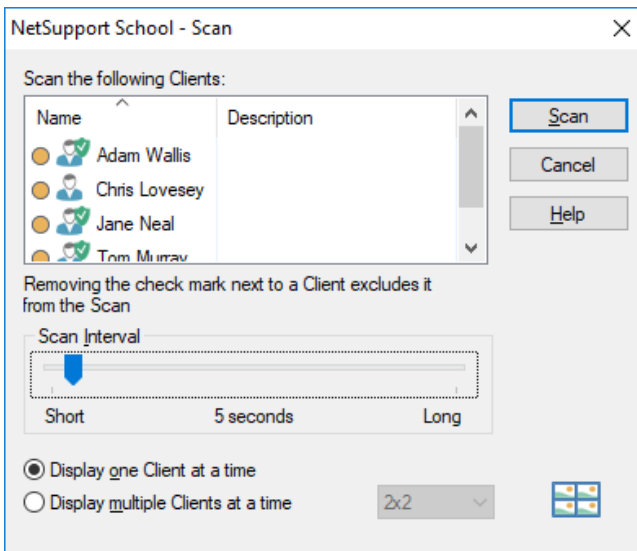 NetSupport School - Scan
Scan the following Clients:
Name Description
Adam Wallis
Chris Lovesey
Jane Neal
Tom Murray
Scan
Cancel
Help
Removing the check mark next to a Client excludes it
from the Scan
Scan Interval
Short 5 seconds Long
Display one Client at a time
Display multiple Clients at a time 2x2